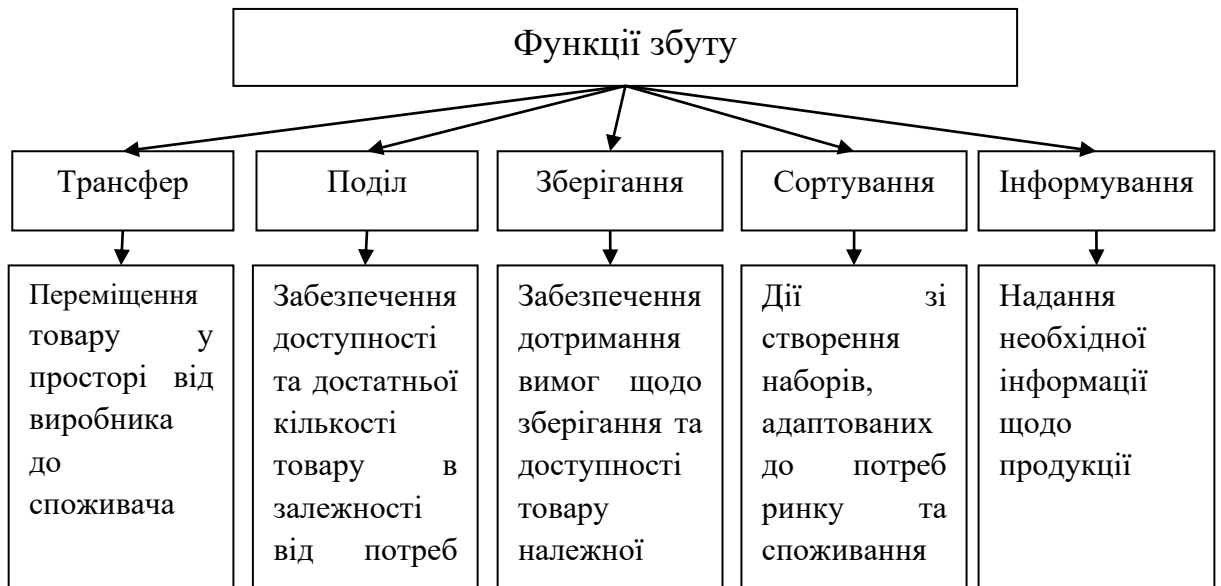 Функції збуту
Трансфер
Поділ
Зберігання
Сортування
Інформування
Переміщення
товару у
просторі від
виробника
до
споживача
Забезпечення
доступності
та достатньої
кількості
товару в
залежності
від потреб
Забезпечення
дотримання
вимог щодо
зберігання та
доступності
товару
належної
Дії зі
створення
наборів,
адаптованих
до потреб
ринку та
споживання
Надання
необхідної
інформації
щодо
продукції